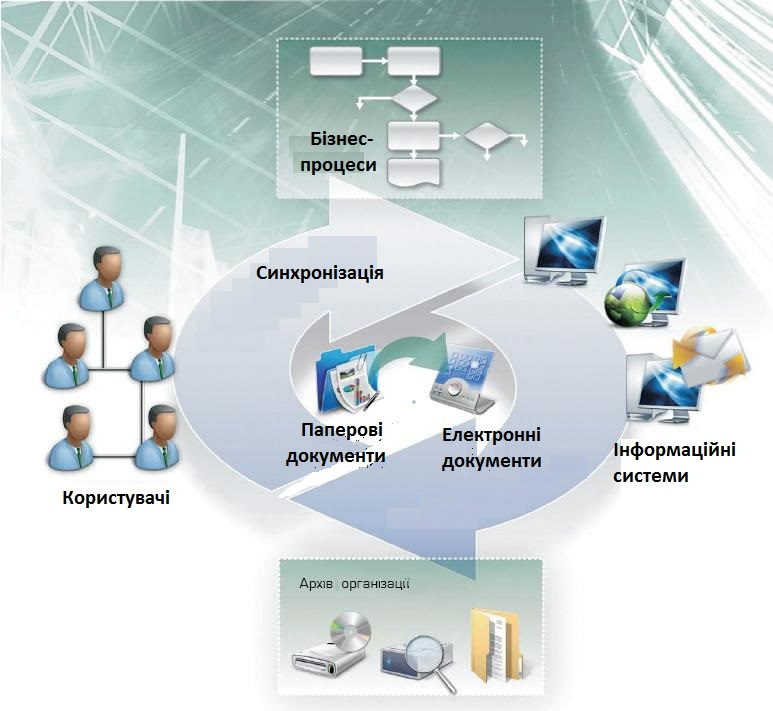 Бізнес-
процеси
Синхронізація
Паперові
документи
Електронні
документи
Користувачі
Інформаційні
системи
Архів організації